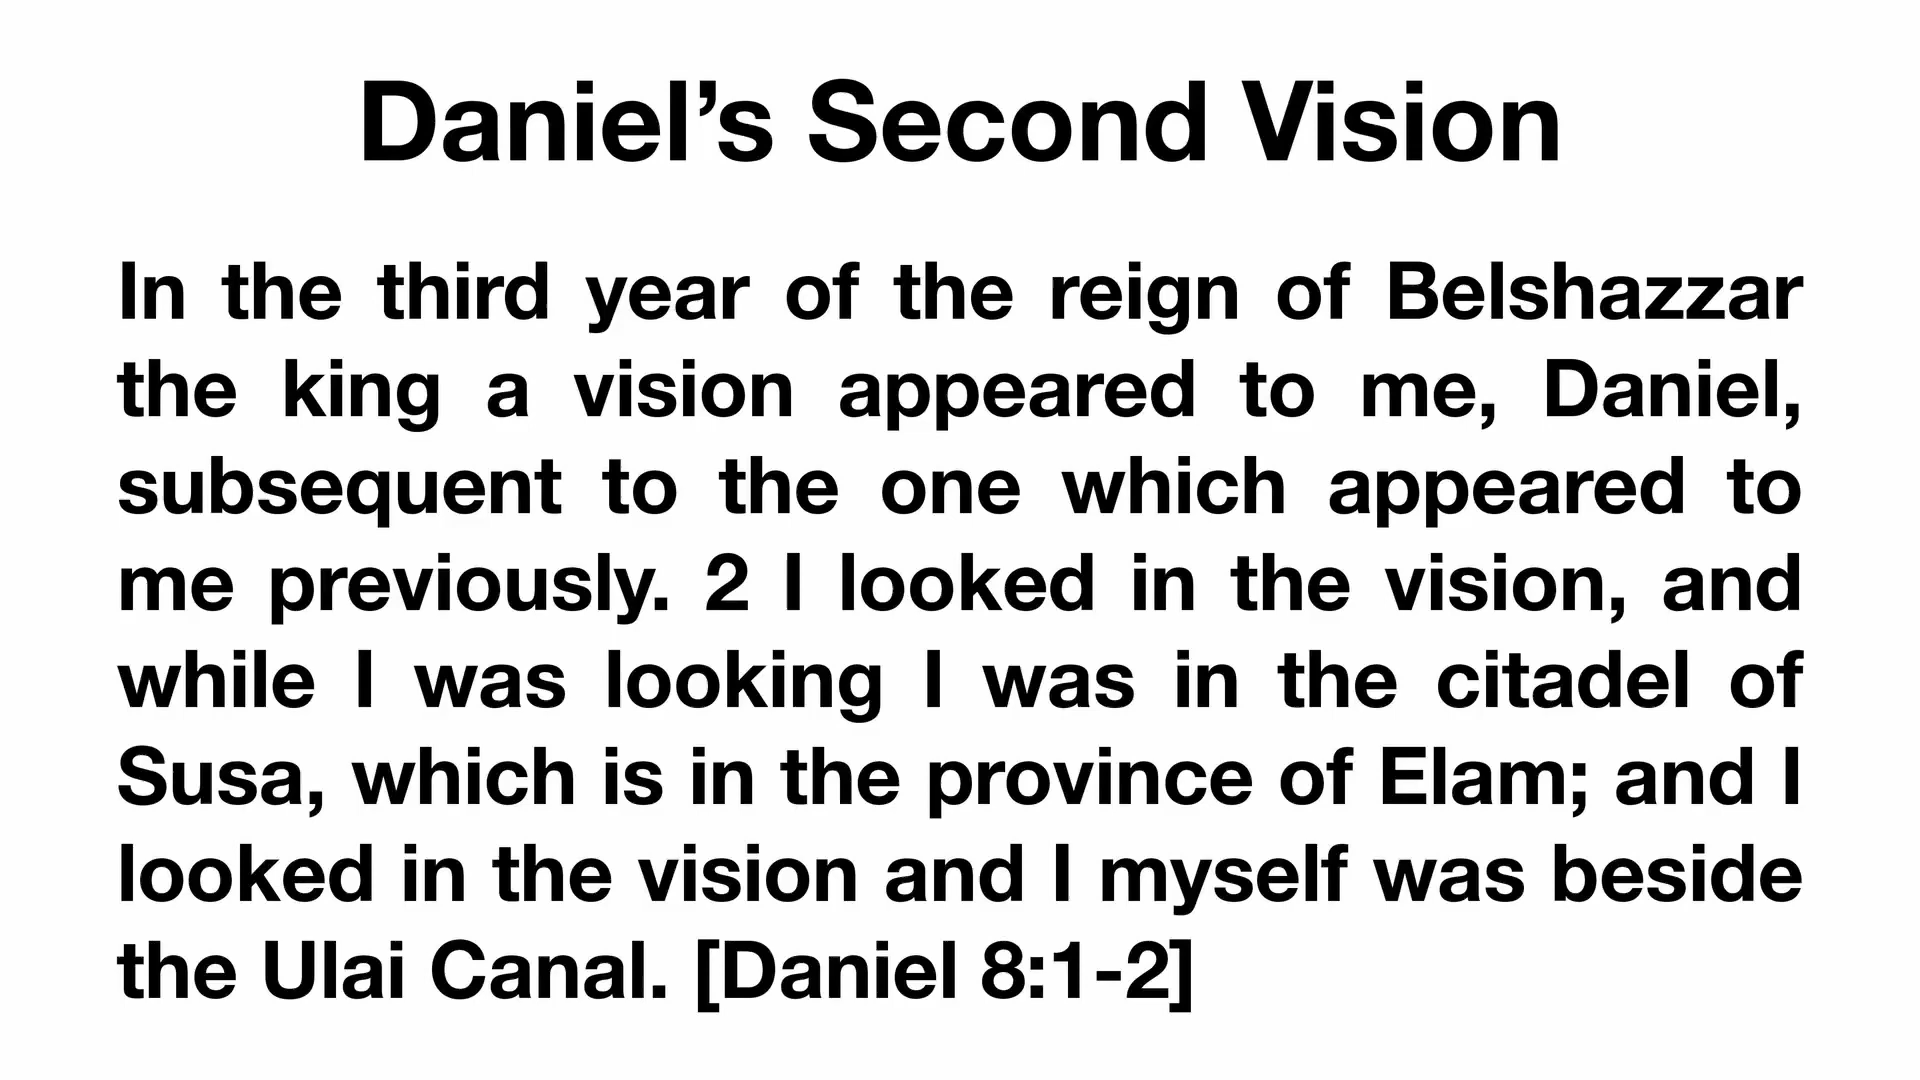 Daniel’s Second Vision
In the third year of the reign of Belshazzar
the king a vision appeared to me, Daniel,
subsequent to the one which appeared to
me previously. 2 I looked in the vision, and
while I was looking I was in the citadel of
Susa, which is in the province of Elam; and I
looked in the vision and I myself was beside
the Ulai Canal. [Daniel 8:1-2]